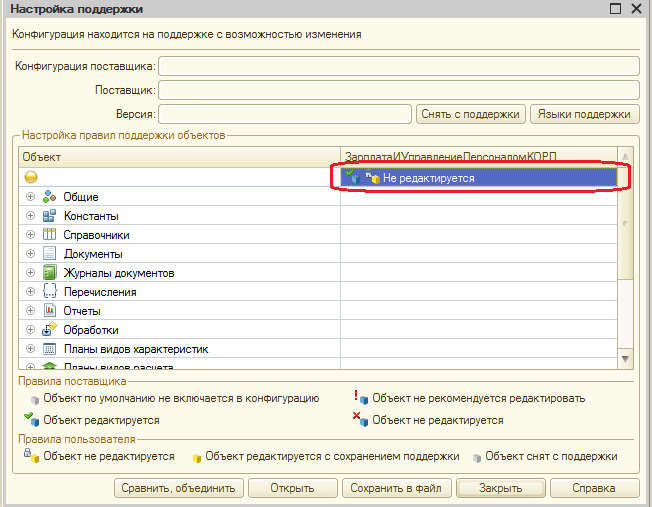 Настройка поддержки
Конфигурация находится на поддержке с возможностью изменения
Конфигурация поставщика:
Поставщик:
Версия: Снять с поддержки Языки поддержки
Настройка правил поддержки объектов
Объект ЗарплатаИУправлениеПерсоналомКОРП
Не редактируется
Общие
Константы
Справочники
Документы
Журналы документов
Перечисления
Отчеты
Обработки
Планы видов характеристик
Планы видов расчета
Правила поставщика
Объект по умолчанию не включается в конфигурацию Объект не рекомендуется редактировать
Объект редактируется Объект не редактируется
Правила пользователя
Объект не редактируется Объект редактируется с сохранением поддержки Объект снят с поддержки
Сравнить, объединить Открыть Сохранить в файл Закрыть Справка